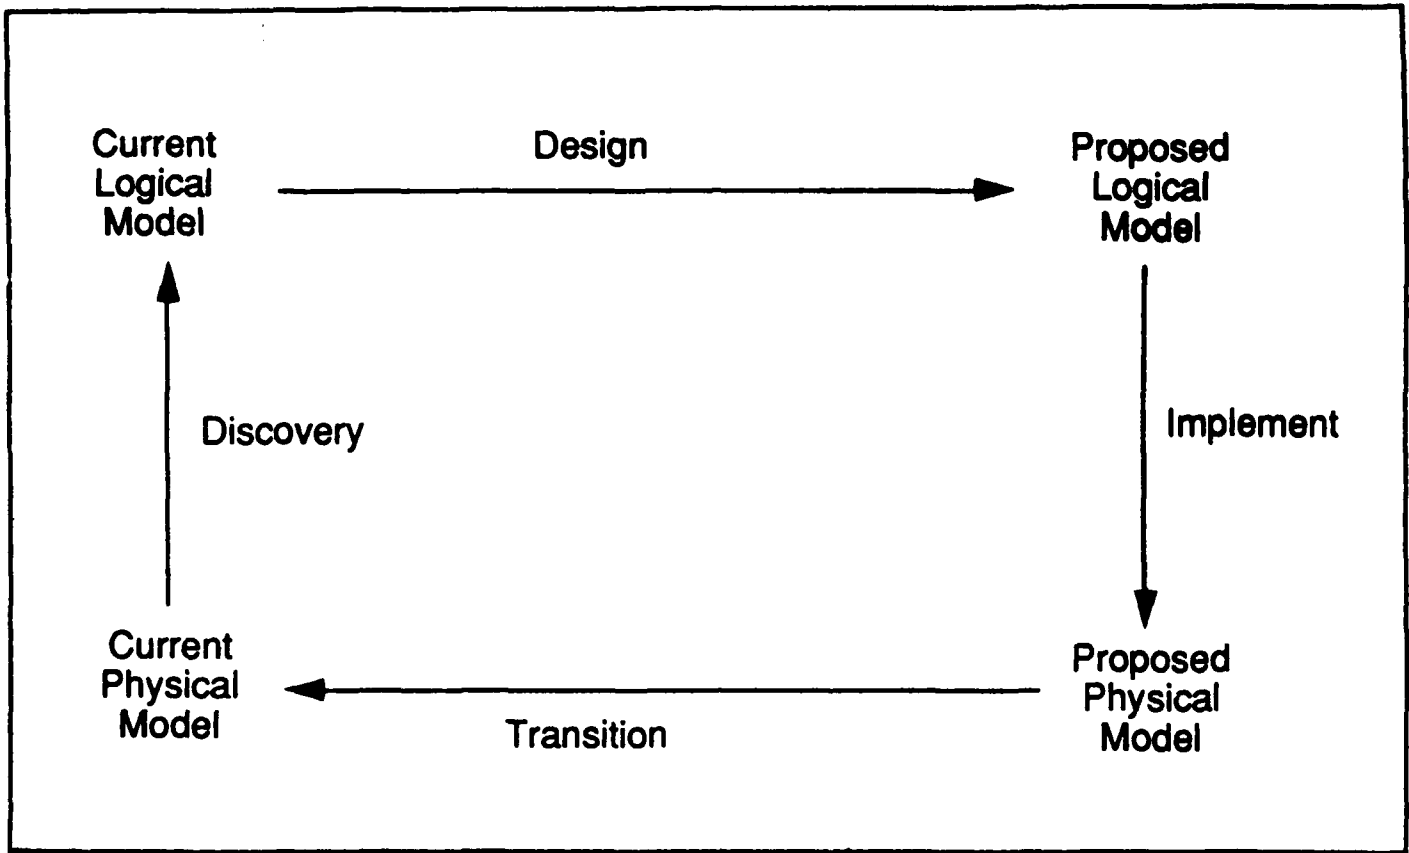 Current
Logical
Model
Design
Proposed
Logical
Model
Discovery
Implement
Current
Physical
Model
Transition
Proposed
Physical
Model